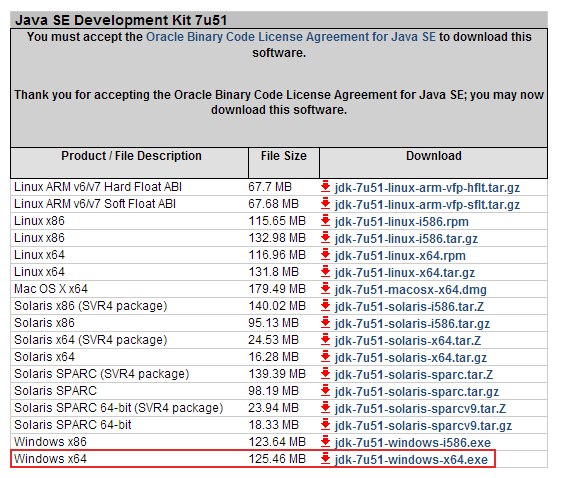 Java SE Development Kit 7u51
You must accept the Oracle Binary Code License Agreement for Java SE to download this
software.
Thank you for accepting the Oracle Binary Code License Agreement for Java SE; you may now
download this software.
Product / File Description File Size Download
Linux ARM v6/v7 Hard Float ABI 67.7 MB jdk-7u51-linux-arm-vfp-hflt.tar.gz
Linux ARM v6/v7 Soft Float ABI 67.68 MB jdk-7u51-linux-arm-vfp-sflt.tar.gz
Linux x86 115.65 MB jdk-7u51-linux-i586.rpm
Linux x86 132.98 MB jdk-7u51-linux-i586.tar.gz
Linux x64 116.96 MB jdk-7u51-linux-x64.rpm
Linux x64 131.8 MB jdk-7u51-linux-x64.tar.gz
Mac OS X x64 179.49 MB jdk-7u51-macosx-x64.dmg
Solaris x86 (SVR4 package) 140.02 MB jdk-7u51-solaris-i586.tar.Z
Solaris x86 95.13 MB jdk-7u51-solaris-i586.tar.gz
Solaris x64 (SVR4 package) 24.53 MB jdk-7u51-solaris-x64.tar.Z
Solaris x64 16.28 MB jdk-7u51-solaris-x64.tar.gz
Solaris SPARC (SVR4 package) 139.39 MB jdk-7u51-solaris-sparc.tar.Z
Solaris SPARC 98.19 MB jdk-7u51-solaris-sparc.tar.gz
Solaris SPARC 64-bit (SVR4 package) 23.94 MB jdk-7u51-solaris-sparcv9.tar.Z
Solaris SPARC 64-bit 18.33 MB jdk-7u51-solaris-sparcv9.tar.gz
Windows x86 123.64 MB jdk-7u51-windows-i586.exe
Windows x64 125.46 MB jdk-7u51-windows-x64.exe